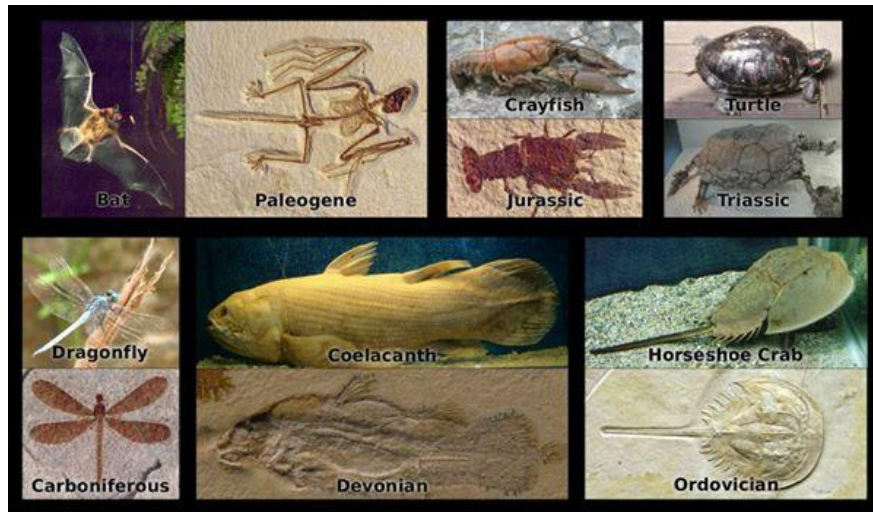 Bat
Paleogene
Crayfish
Jurassic
Turtle
Triassic
Dragonfly
Carboniferous
Coelacanth
Devonian
Horseshoe Crab
Ordovician